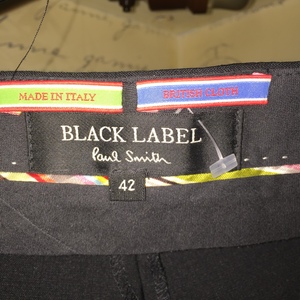 MADE IN ITALY
BRITISH CLOTH
BLACK LABEL
Paul Smith
42